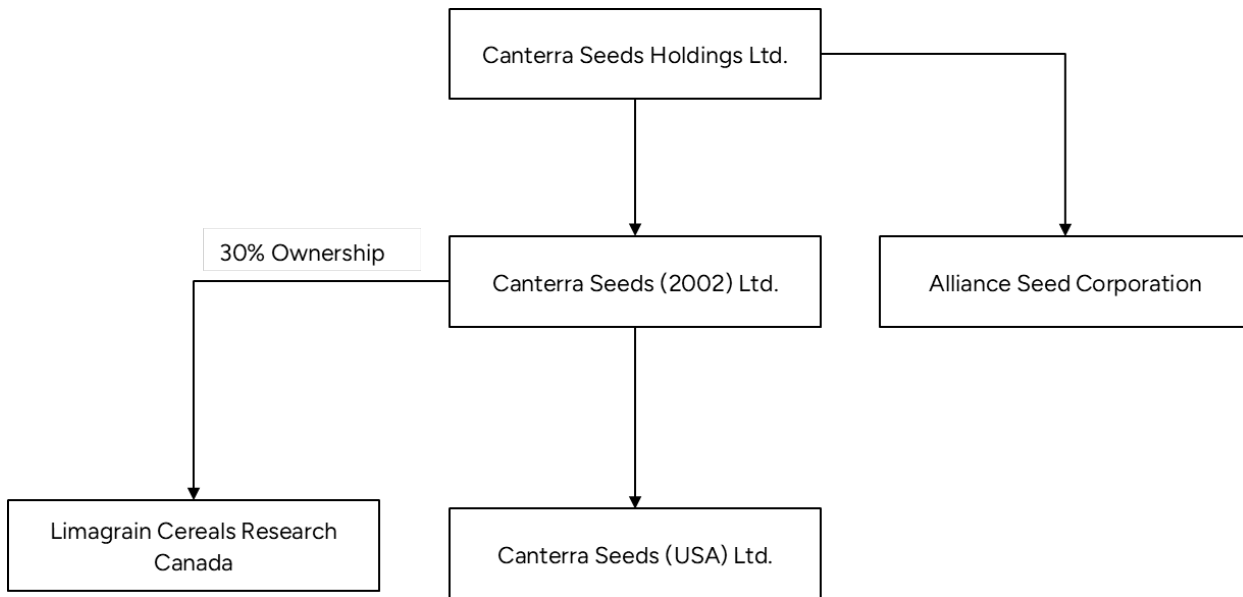 Canterra Seeds Holdings Ltd.
30% Ownership
Canterra Seeds (2002) Ltd.
Alliance Seed Corporation
Limagrain Cereals Research
Canada
Canterra Seeds (USA) Ltd.